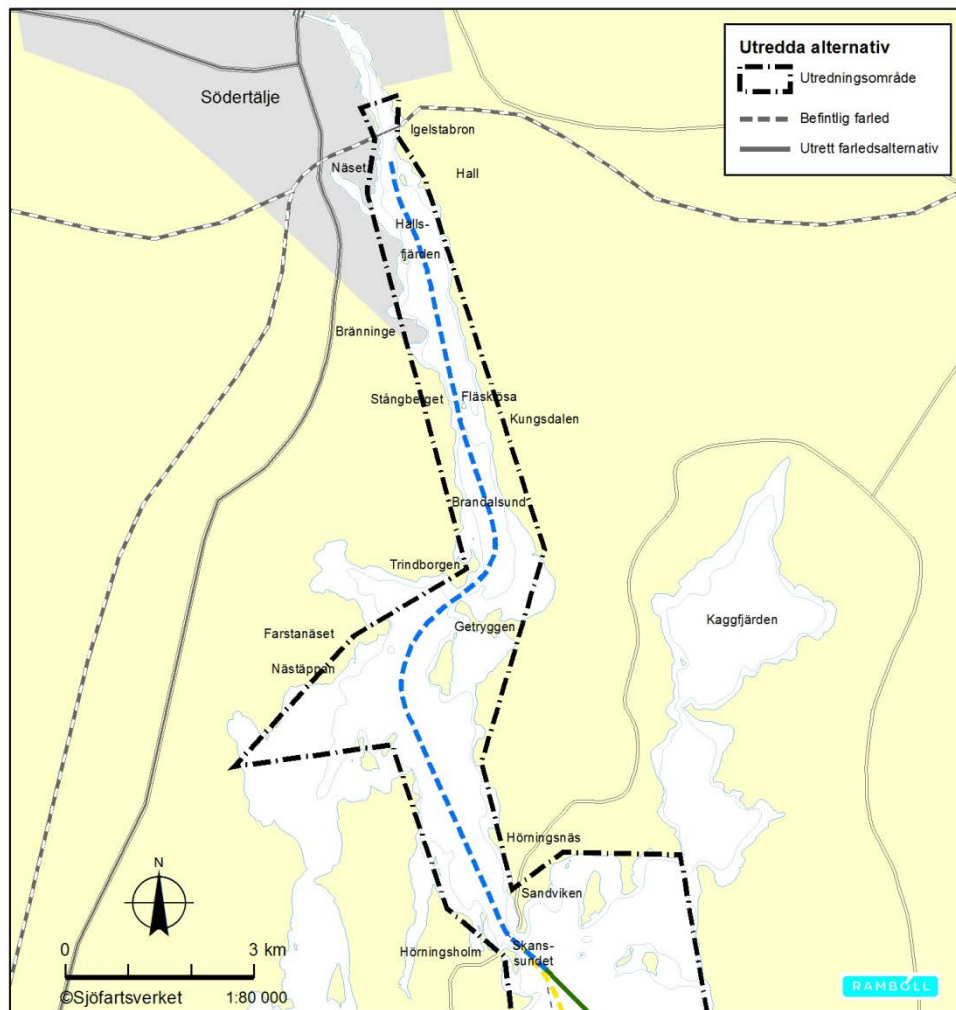 Utredda alternativ
Utredningsområde
Befintlig farled
Utrett farledsalternativ
Södertälje
Igelstabron
Näset
Hall
Halls-
fjärden
Bränninge
Stångberget
Fläsklösa
Kungsdalen
Brandalsund
Trindborgen
Getryggen
Kaggfjärden
Farstanäset
Nästäppan
Hörningsnäs
Sandviken
N
Hörningsholm
Skans-
sundet
0 3 km
©Sjöfartsverket 1:80 000
RAMBOLL